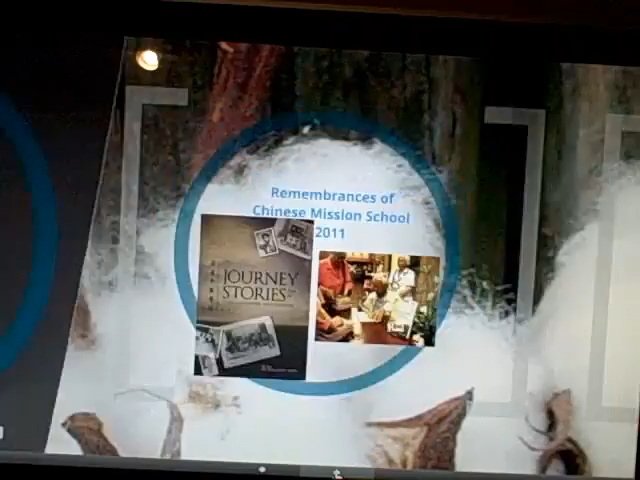 Remembrances of
Chinese Mission School
2011
JOURNEY
STORIES